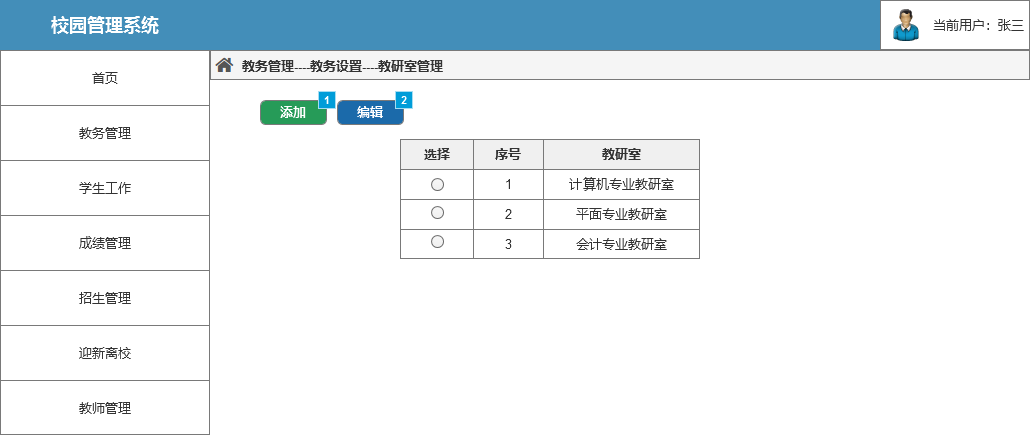 校园管理系统
当前用户：张三
首页
教务管理
学生工作
成绩管理
招生管理
迎新离校
教师管理
教务管理----教务设置----教研室管理
添加 1 编辑 2
选择 序号 教研室
1 计算机专业教研室
2 平面专业教研室
3 会计专业教研室